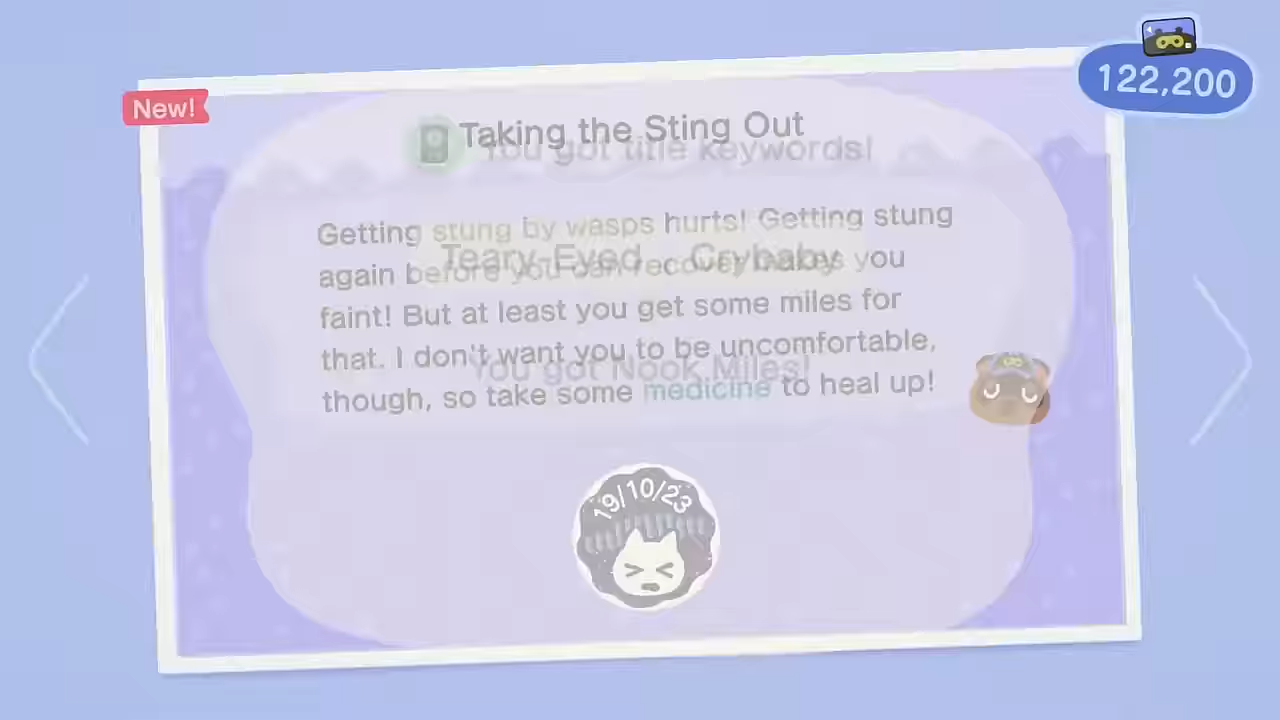 122,200
New!
Taking the Sting Out
You got title keywords!
Getting stung by wasps hurts! Getting stung
again before you can recover makes you
Teary-Eyed Crybaby
faint! But at least you get some miles for
that. I don't want you to be uncomfortable,
You got Nook Miles!
though, so take some medicine to heal up!
19/10/23